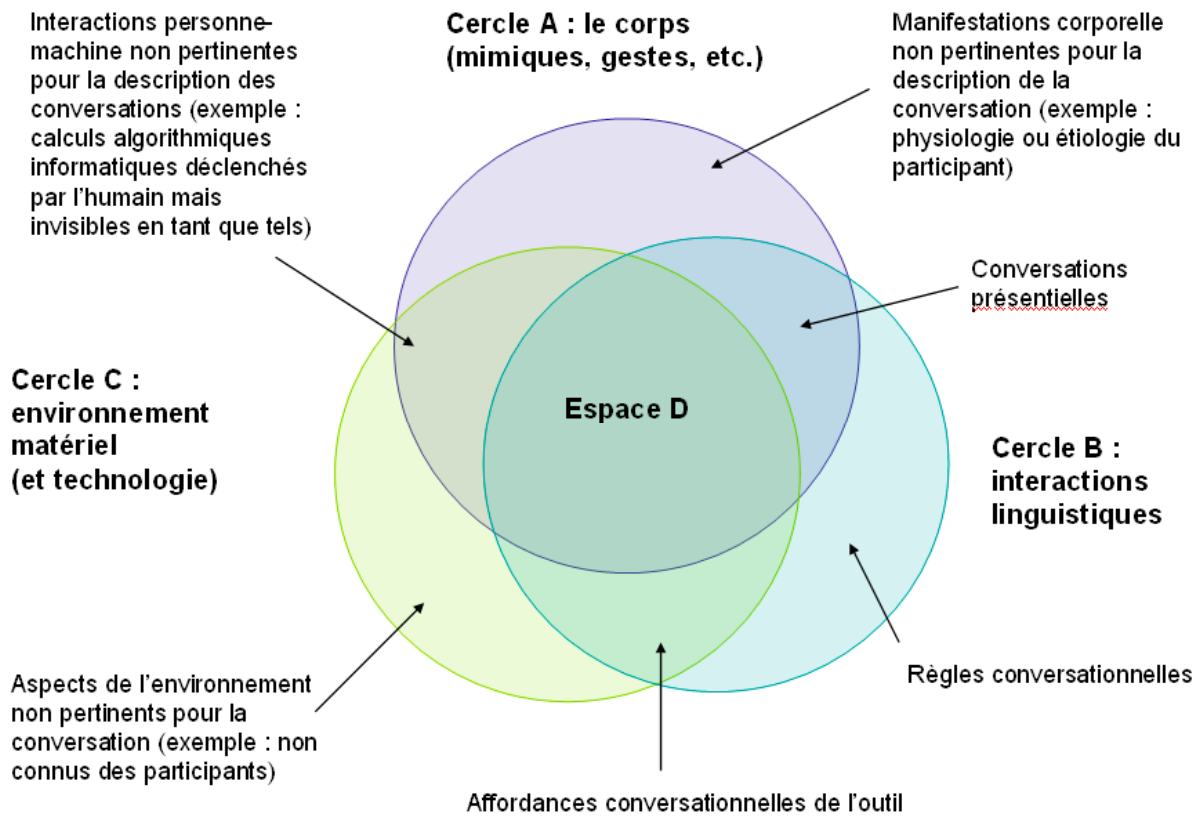 Interactions personne–
machine non pertinentes
pour la description des
conversations (exemple :
calculs algorithmiques
informatiques déclenchés
par l'humain mais
invisibles en tant que tels)
Cercle A : le corps
(mimiques, gestes, etc.)
Manifestations corporelle
non pertinentes pour la
description de la
conversation (exemple :
physiologie ou étiologie du
participant)
Conversations
présentielles
Cercle C :
environnement
matériel
(et technologie)
Espace D
Cercle B :
interactions
linguistiques
Règles conversationnelles
Aspects de l'environnement
non pertinents pour la
conversation (exemple : non
connus des participants)
Affordances conversationnelles de l'outil